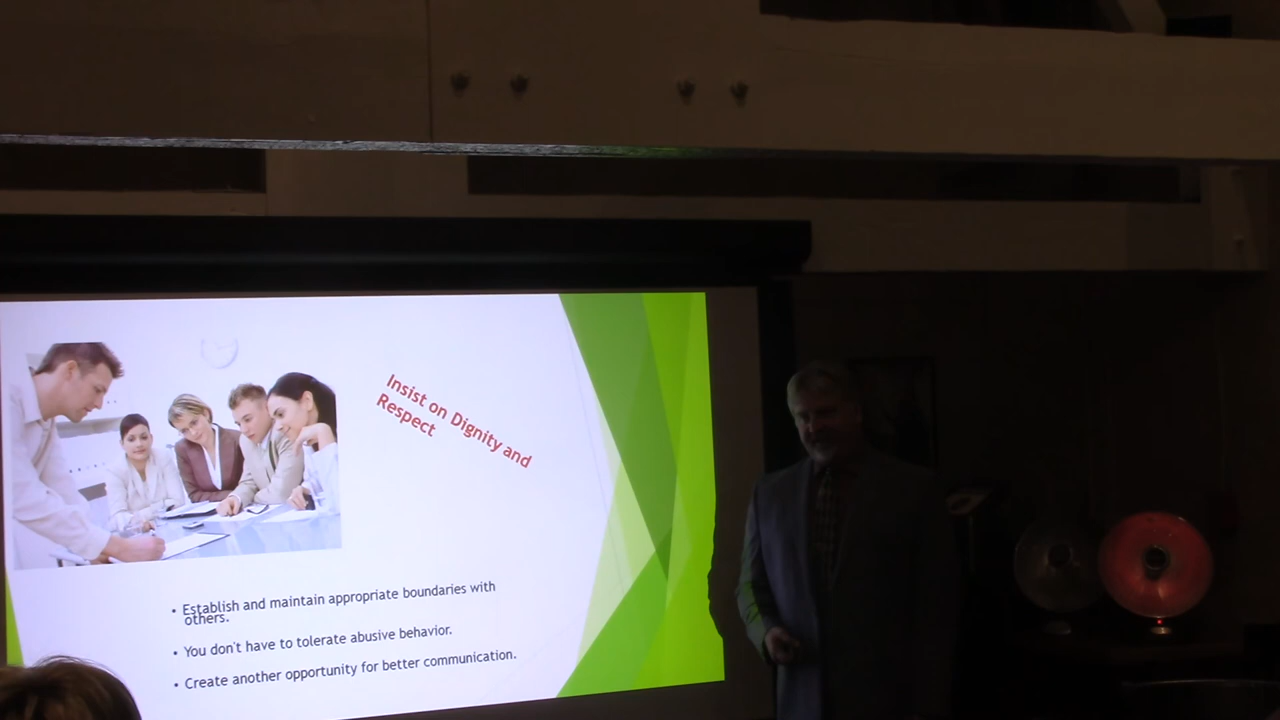 Insist on Dignity and
Respect
• Establish and maintain appropriate boundaries with
others.
• You don't have to tolerate abusive behavior.
• Create another opportunity for better communication.